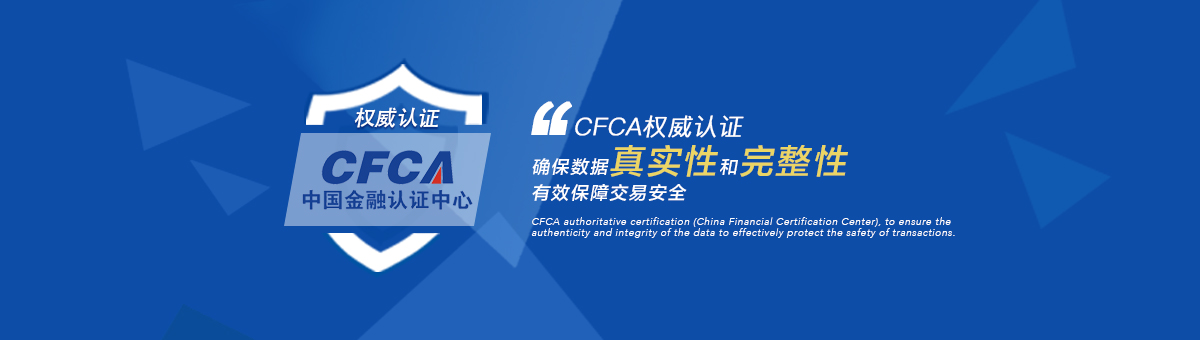 权威认证
CFCA
中国金融认证中心
CFCA权威认证
确保数据真实性和完整性
有效保障交易安全
CFCA authoritative certification (China Financial Certification Center), to ensure the
authenticity and integrity of the data to effectively protect the safety of transactions.